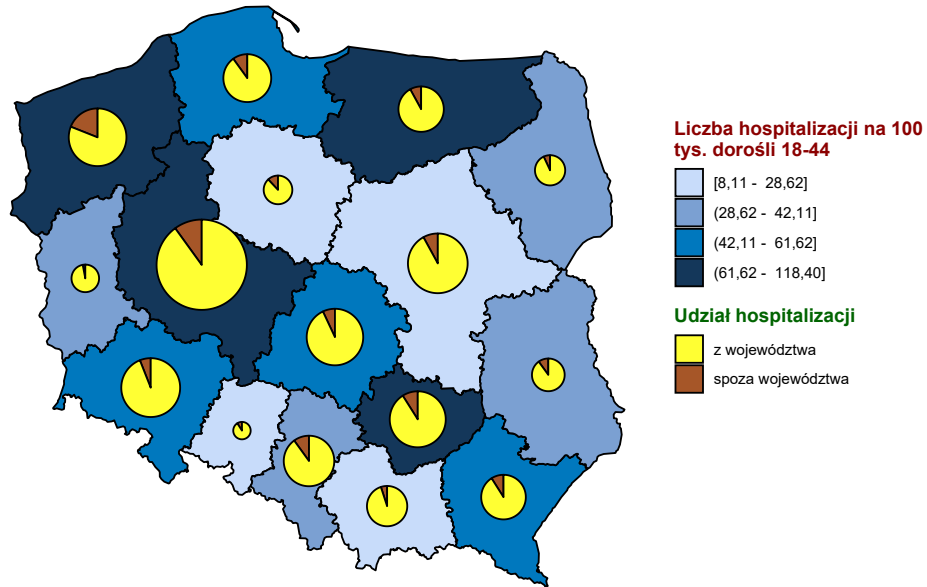 Liczba hospitalizacji na 100
tys. dorośli 18-44
[8,11 - 28,62]
(28,62 - 42,11]
(42,11 - 61,62]
(61,62 - 118,40]
Udział hospitalizacji
z województwa
spoza województwa